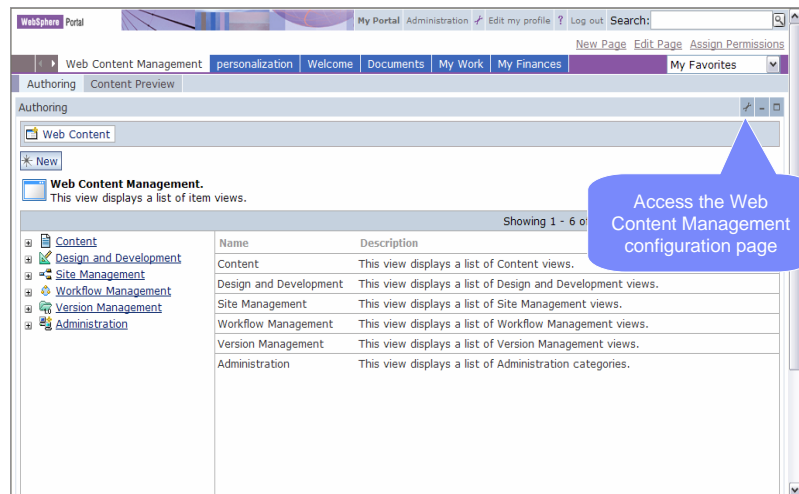 WebSphere Portal My Portal Administration Edit my profile ? Log out Search:
New Page Edit Page Assign Permissions
Web Content Management personalization Welcome Documents My Work My Finances My Favorites
Authoring Content Preview
Authoring
Web Content
New
Web Content Management.
This view displays a list of item views.
Showing 1 - 6 of
Access the Web
Content Management
configuration page
Content
Design and Development
Site Management
Workflow Management
Version Management
Administration
Name Description
Content This view displays a list of Content views.
Design and Development This view displays a list of Design and Development views.
Site Management This view displays a list of Site Management views.
Workflow Management This view displays a list of Workflow Management views.
Version Management This view displays a list of Version Management views.
Administration This view displays a list of Administration categories.